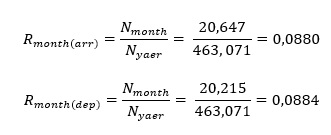 R_month(arr) = N_month / N_yaer = 20,647 / 463,071 = 0,0880
R_month(dep) = N_month / N_yaer = 20,215 / 463,071 = 0,0884